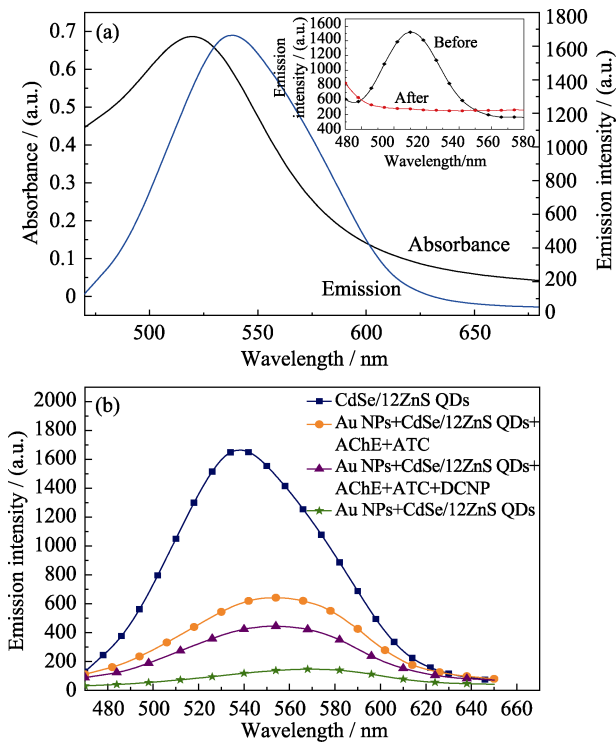 (a)
Absorbance / (a.u.)
0.7
0.6
0.5
0.4
0.3
0.2
0.1
0
500
550
600
650
Wavelength / nm
Emission intensity / (a.u.)
1800
1600
1400
1200
1000
800
600
400
200
0
Absorbance
Emission
Emission
intensity / (a.u.)
1600
1400
1200
1000
800
600
400
480
500
520
540
560
580
Wavelength/nm
Before
After
(b)
Emission intensity / (a.u.)
2000
1800
1600
1400
1200
1000
800
600
400
200
0
480
500
520
540
560
580
600
620
640
660
Wavelength / nm
CdSe/12ZnS QDs
Au NPs+CdSe/12ZnS QDs+
AChE+ATC
Au NPs+CdSe/12ZnS QDs+
AChE+ATC+DCNP
Au NPs+CdSe/12ZnS QDs